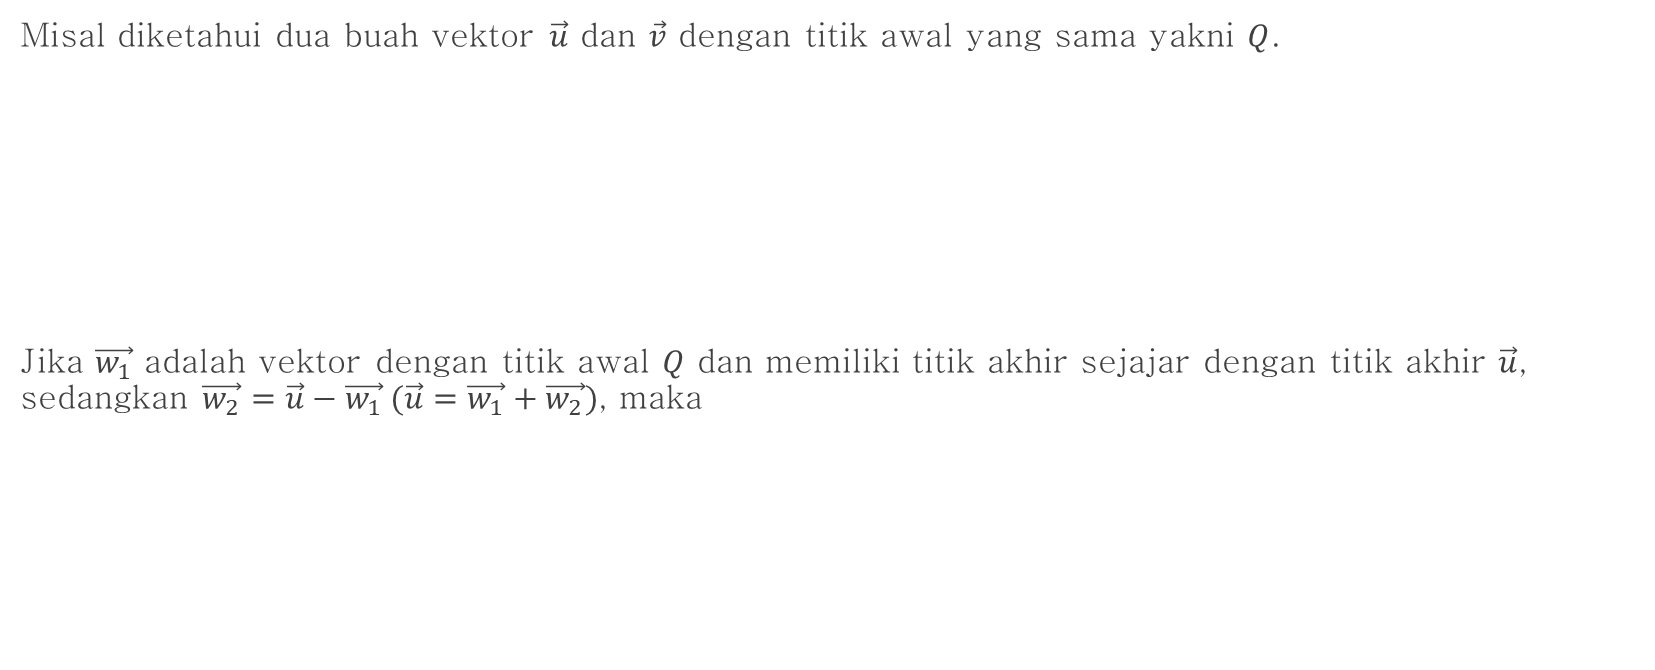 Misal diketahui dua buah vektor u⃗ dan v⃗ dengan titik awal yang sama yakni Q.
Jika w₁⃗ adalah vektor dengan titik awal Q dan memiliki titik akhir sejajar dengan titik akhir u⃗,
sedangkan w₂⃗ = u⃗ − w₁⃗ (u⃗ = w₁⃗ + w₂⃗), maka